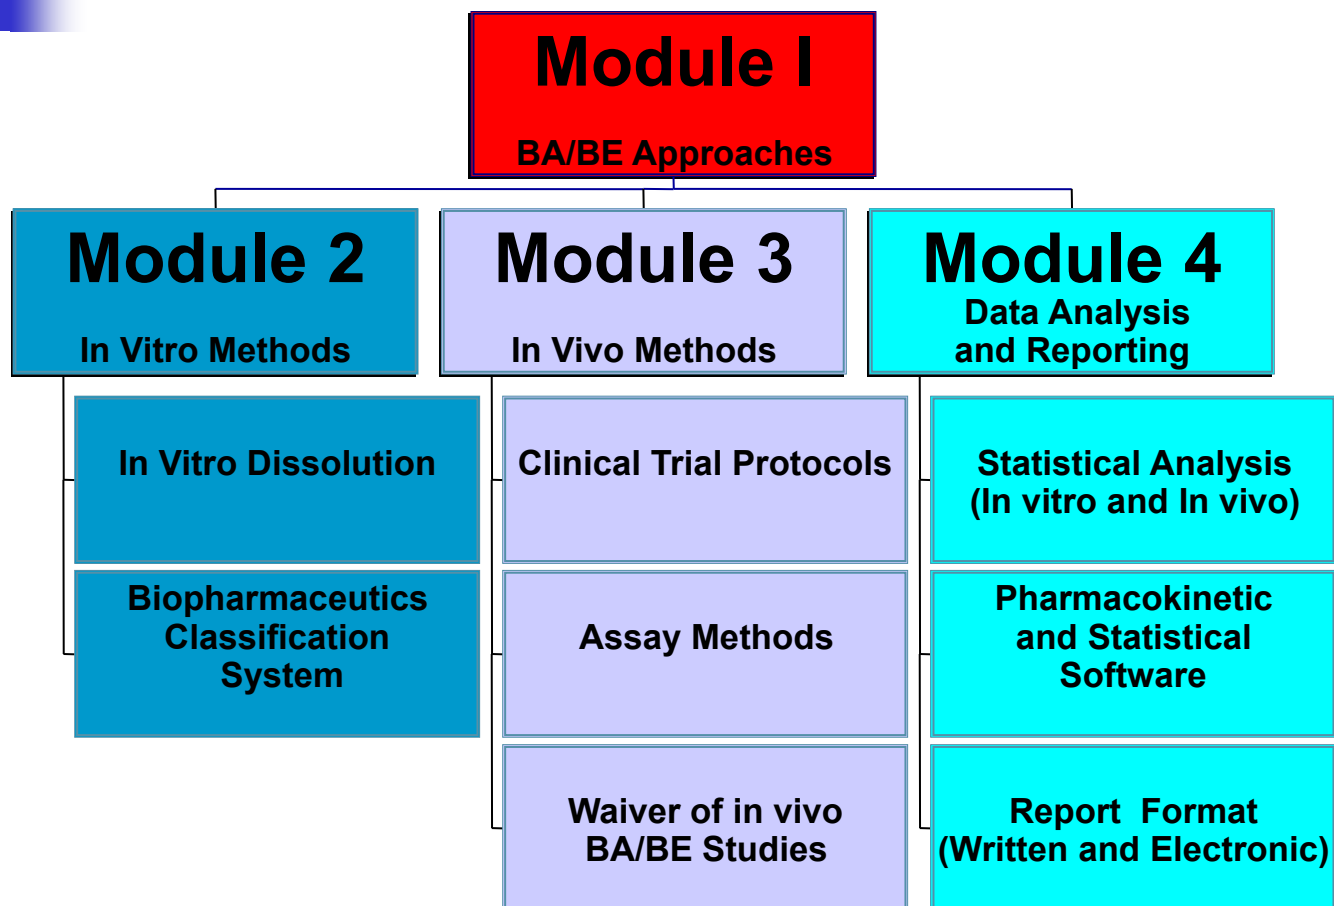 Module I
BA/BE Approaches
Module 2
In Vitro Methods
Module 3
In Vivo Methods
Module 4
Data Analysis
and Reporting
In Vitro Dissolution
Biopharmaceutics
Classification
System
Clinical Trial Protocols
Assay Methods
Waiver of in vivo
BA/BE Studies
Statistical Analysis
(In vitro and In vivo)
Pharmacokinetic
and Statistical
Software
Report Format
(Written and Electronic)